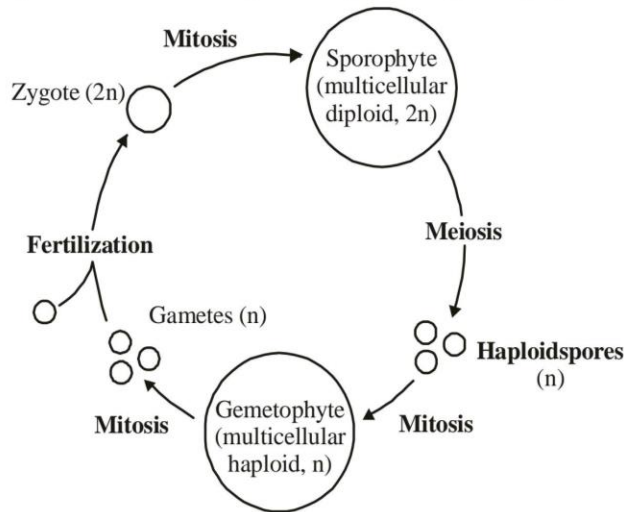 Mitosis
Sporophyte
(multicellular
diploid, 2n)
Zygote (2n)
Meiosis
Fertilization
Gametes (n)
Haploidspores
(n)
Mitosis
Gemetophyte
(multicellular
haploid, n)
Mitosis